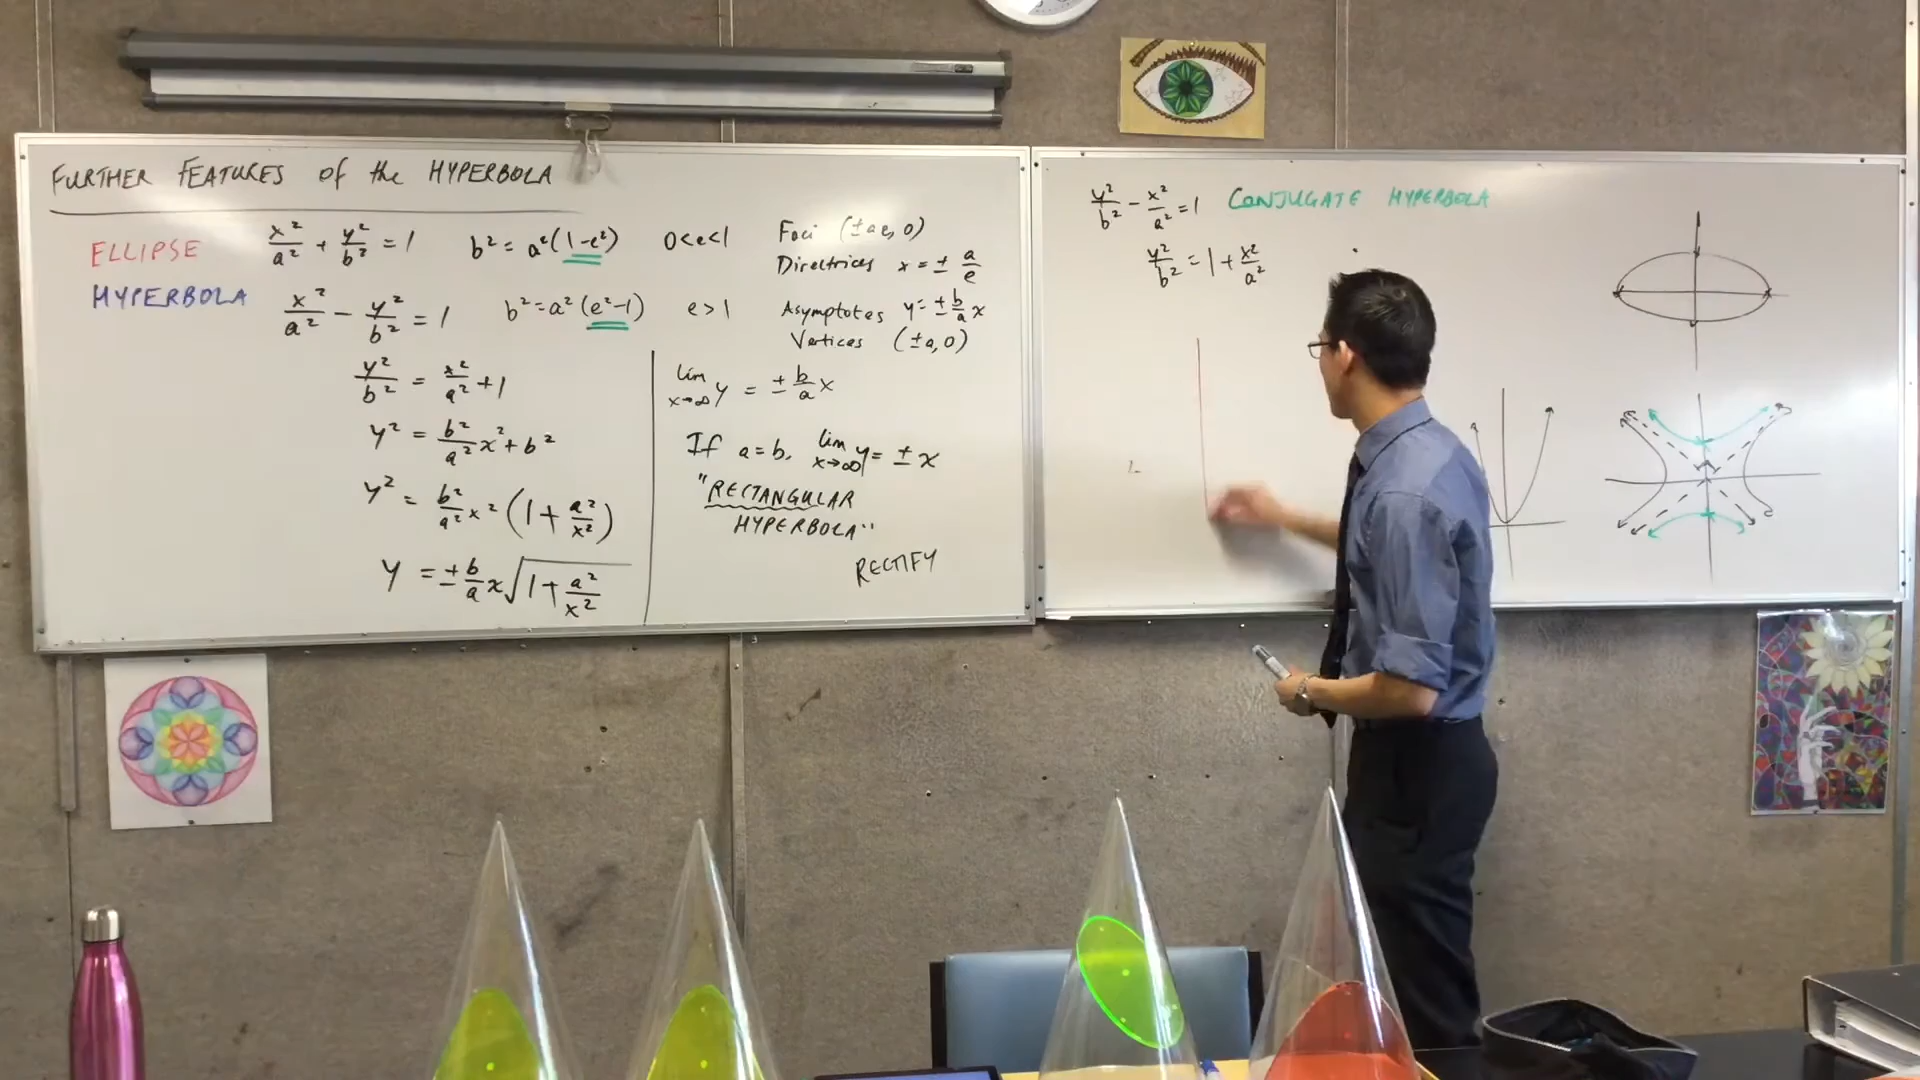 FURTHER FEATURES of the HYPERBOLA
ELLIPSE x²/a² + y²/b² = 1 b² = a²(1-e²) 0<e<1
HYPERBOLA x²/a² - y²/b² = 1 b² = a²(e²-1) e>1
y²/b² = x²/a² + 1
y² = b²/a² x² + b²
y² = b²/a² x² (1 + a²/x²)
y = ± b/a x √(1 + a²/x²)
Foci (±ae, 0)
Directrices x = ± a/e
Asymptotes y = ± b/a x
Vertices (±a, 0)
lim x→∞ y = ± b/a x
If a=b, lim x→∞ y = ± x
"RECTANGULAR
HYPERBOLA"
RECTIFY
y²/b² - x²/a² = 1 CONJUGATE HYPERBOLA
y²/b² = 1 + x²/a²